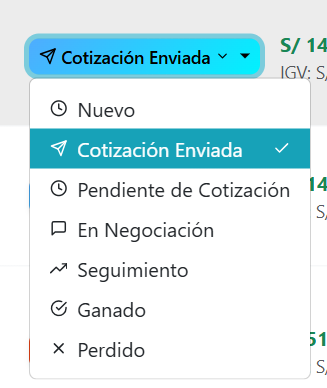 Cotización Enviada
S/ 14
IGV: S/
Nuevo
Cotización Enviada
Pendiente de Cotización
14
S/
En Negociación
Seguimiento
Ganado
51
Perdido
S/